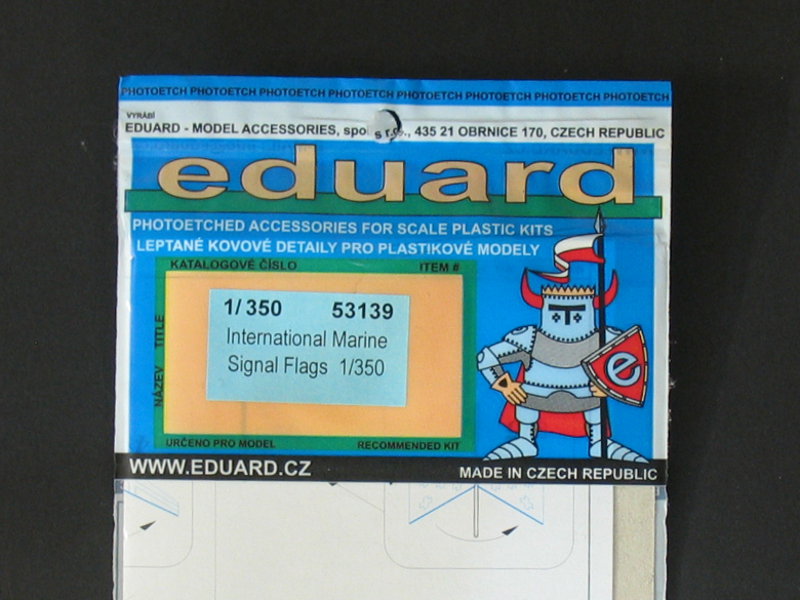 PHOTOETCH PHOTOETCH PHOTOETCH PHOTOETCH PHOTOETCH PHOTOETCH PHOTOETCH PHOTOETCH
VYRÁBÍ
EDUARD - MODEL ACCESSORIES, spol s r.o., 435 21 OBRNICE 170, CZECH REPUBLIC
eduard
PHOTOETCHED ACCESSORIES FOR SCALE PLASTIC KITS
LEPTANÉ KOVOVÉ DETAILY PRO PLASTIKOVÉ MODELY
KATALOGOVÉ ČÍSLO ITEM #
NÁZEV TITLE
1/350 53139
International Marine
Signal Flags 1/350
e
URČENO PRO MODEL RECOMMENDED KIT
WWW.EDUARD.CZ MADE IN CZECH REPUBLIC